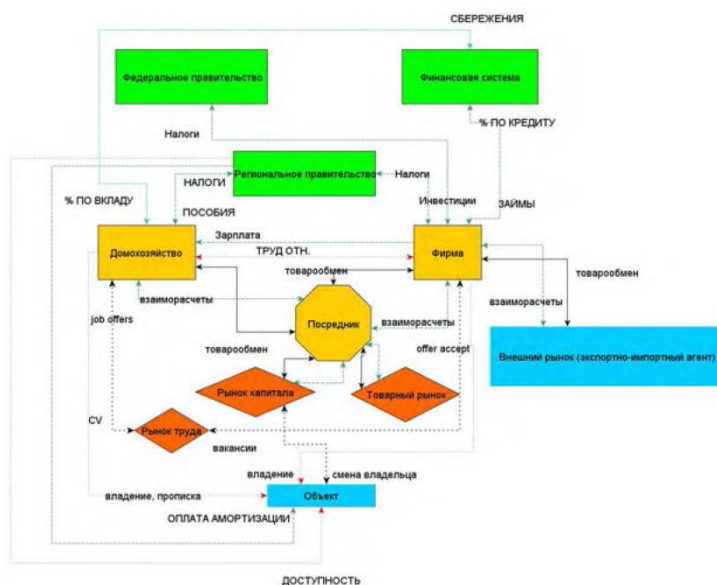 СБЕРЕЖЕНИЯ
Федеральное правительство
Финансовая система
% ПО КРЕДИТУ
Налоги
Региональное правительство
Налоги
НАЛОГИ
% ПО ВКЛАДУ
Инвестиции
ЗАЙМЫ
ПОСОБИЯ
Зарплата
Домохозяйство
ТРУД ОТН.
Фирма
товарообмен
товарообмен
взаиморасчеты
взаиморасчеты
job offers
Посредник
взаиморасчеты
товарообмен
offer accept
Внешний рынок (экспортно-импортный агент)
Рынок капитала
Товарный рынок
CV
Рынок труда
вакансии
владение
смена владельца
владение, прописка
Объект
ОПЛАТА АМОРТИЗАЦИИ
ДОСТУПНОСТЬ